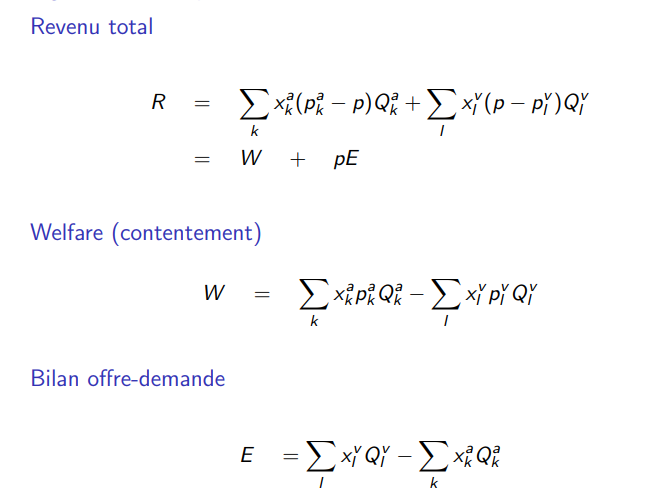 Revenu total
R = ∑_k x_k^a (p_k^a − p) Q_k^a + ∑_l x_l^v (p − p_l^v) Q_l^v
= W + pE
Welfare (contentement)
W = ∑_k x_k^a p_k^a Q_k^a − ∑_l x_l^v p_l^v Q_l^v
Bilan offre-demande
E = ∑_l x_l^v Q_l^v − ∑_k x_k^a Q_k^a